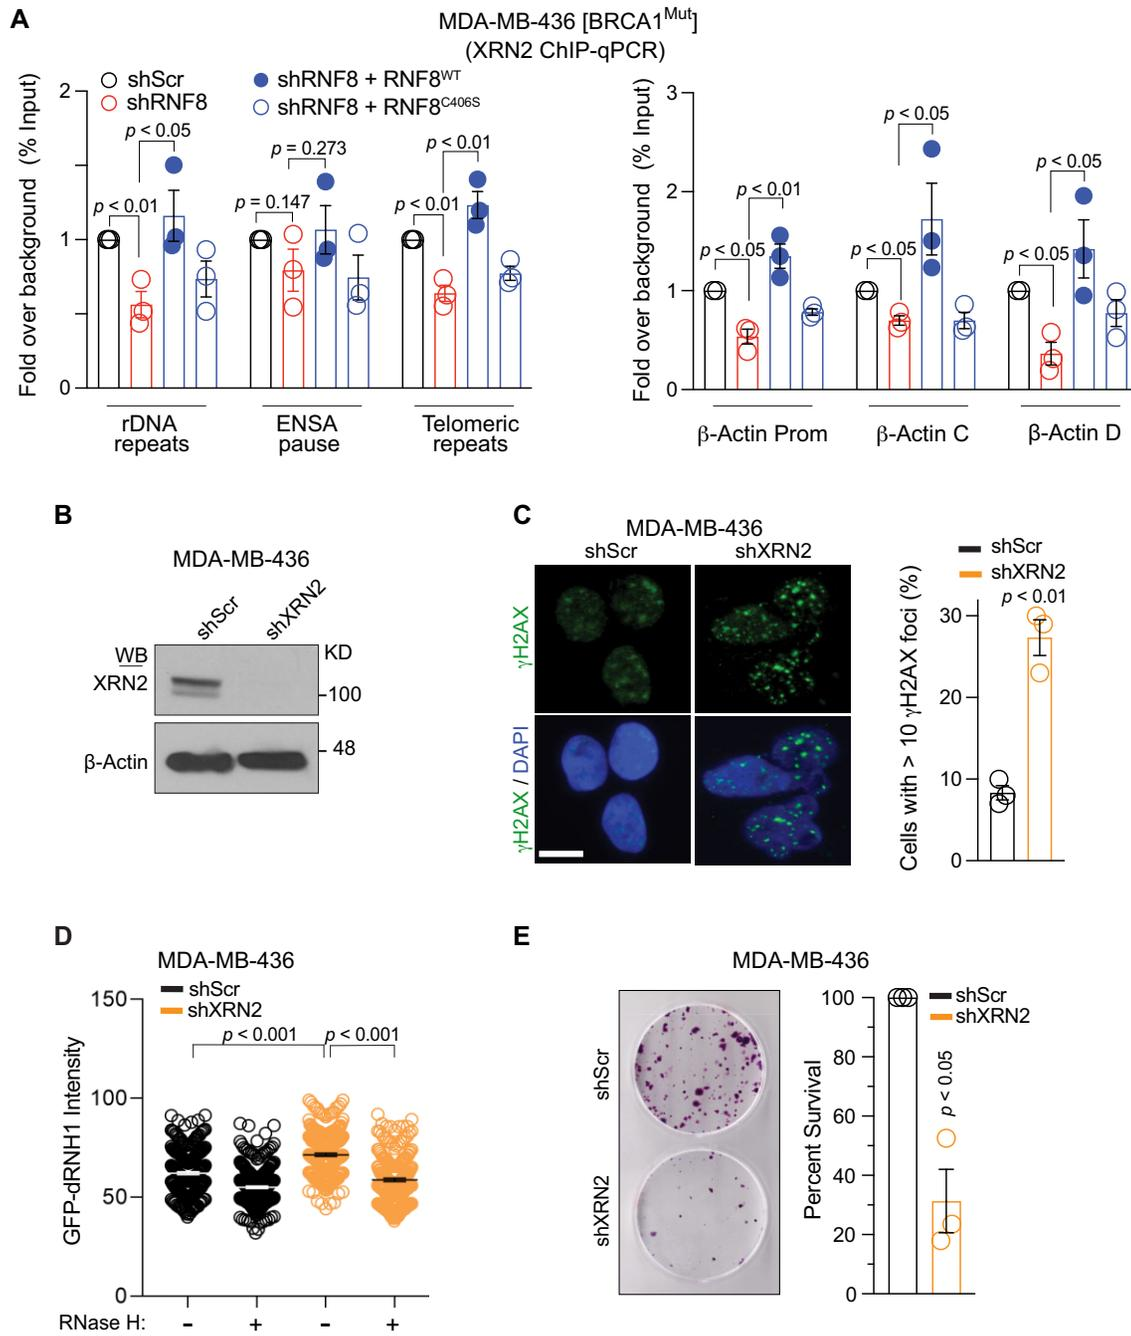 A
MDA-MB-436 [BRCA1Mut]
(XRN2 ChIP-qPCR)
Fold over background (% Input)
2
1
0
shScr
shRNF8
shRNF8 + RNF8WT
shRNF8 + RNF8C406S
p < 0.01
p < 0.05
p = 0.147
p = 0.273
p < 0.01
p < 0.01
rDNA repeats
ENSA pause
Telomeric repeats
Fold over background (% Input)
3
2
1
0
p < 0.05
p < 0.01
p < 0.05
p < 0.05
p < 0.05
p < 0.05
β-Actin Prom
β-Actin C
β-Actin D
B
MDA-MB-436
shScr
shXRN2
WB
KD
XRN2
100
β-Actin
48
C
MDA-MB-436
shScr
shXRN2
γH2AX
γH2AX / DAPI
shScr
shXRN2
p < 0.01
Cells with > 10 γH2AX foci (%)
30
20
10
0
D
MDA-MB-436
shScr
shXRN2
p < 0.001
p < 0.001
GFP-dRNH1 Intensity
150
100
50
0
RNase H: - + - +
E
MDA-MB-436
shScr
shXRN2
Percent Survival
100
80
60
40
20
0
shScr
shXRN2
p < 0.05